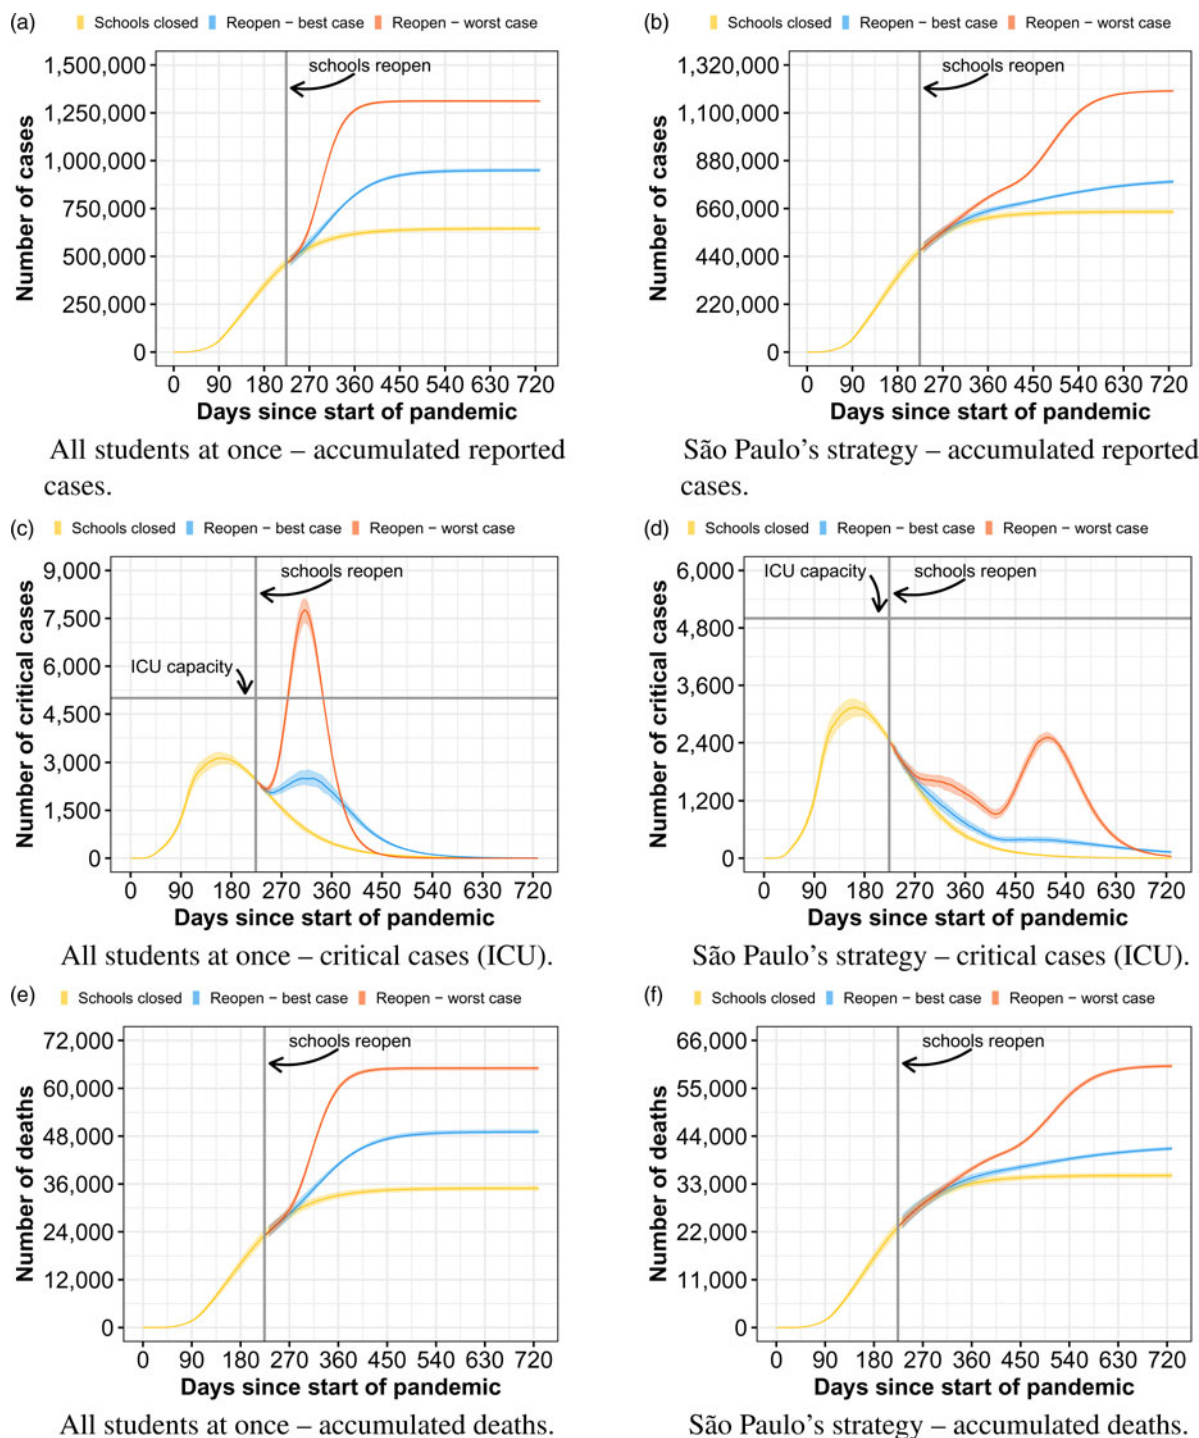 (a) Schools closed Reopen – best case Reopen – worst case
1,500,000
1,250,000
1,000,000
750,000
500,000
250,000
0
Number of cases
schools reopen
0 90 180 270 360 450 540 630 720
Days since start of pandemic
All students at once – accumulated reported
cases.
(b) Schools closed Reopen – best case Reopen – worst case
1,320,000
1,100,000
880,000
660,000
440,000
220,000
0
Number of cases
schools reopen
0 90 180 270 360 450 540 630 720
Days since start of pandemic
São Paulo's strategy – accumulated reported
cases.
(c) Schools closed Reopen – best case Reopen – worst case
9,000
7,500
6,000
4,500
3,000
1,500
0
Number of critical cases
schools reopen
ICU capacity
0 90 180 270 360 450 540 630 720
Days since start of pandemic
All students at once – critical cases (ICU).
(d) Schools closed Reopen – best case Reopen – worst case
6,000
4,800
3,600
2,400
1,200
0
Number of critical cases
ICU capacity
schools reopen
0 90 180 270 360 450 540 630 720
Days since start of pandemic
São Paulo's strategy – critical cases (ICU).
(e) Schools closed Reopen – best case Reopen – worst case
72,000
60,000
48,000
36,000
24,000
12,000
0
Number of deaths
schools reopen
0 90 180 270 360 450 540 630 720
Days since start of pandemic
All students at once – accumulated deaths.
(f) Schools closed Reopen – best case Reopen – worst case
66,000
55,000
44,000
33,000
22,000
11,000
0
Number of deaths
schools reopen
0 90 180 270 360 450 540 630 720
Days since start of pandemic
São Paulo's strategy – accumulated deaths.